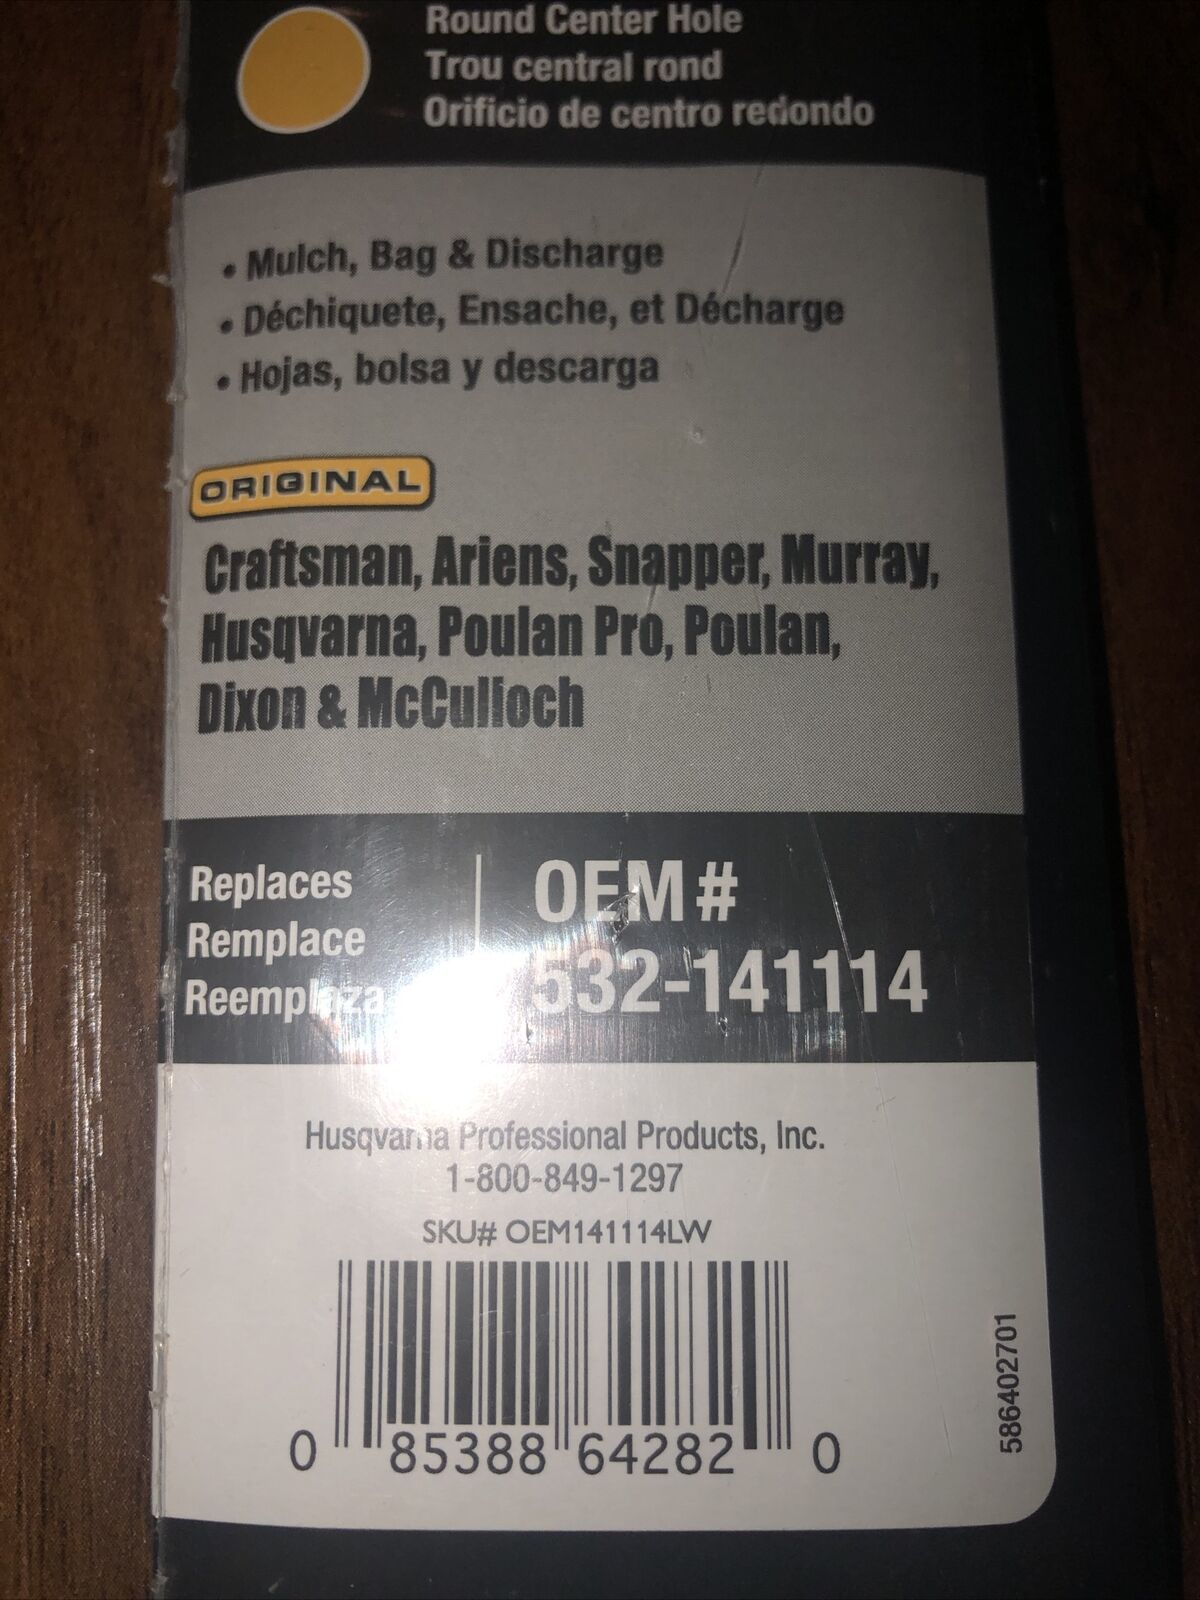 Round Center Hole
Trou central rond
Orificio de centro redondo
• Mulch, Bag & Discharge
• Déchiquete, Ensache, et Décharge
• Hojas, bolsa y descarga
ORIGINAL
Craftsman, Ariens, Snapper, Murray,
Husqvarna, Poulan Pro, Poulan,
Dixon & McCulloch
Replaces
Remplace
Reemplaza
OEM#
532-141114
Husqvarna Professional Products, Inc.
1-800-849-1297
SKU# OEM141114LW
0 85388 64282 0
586402701